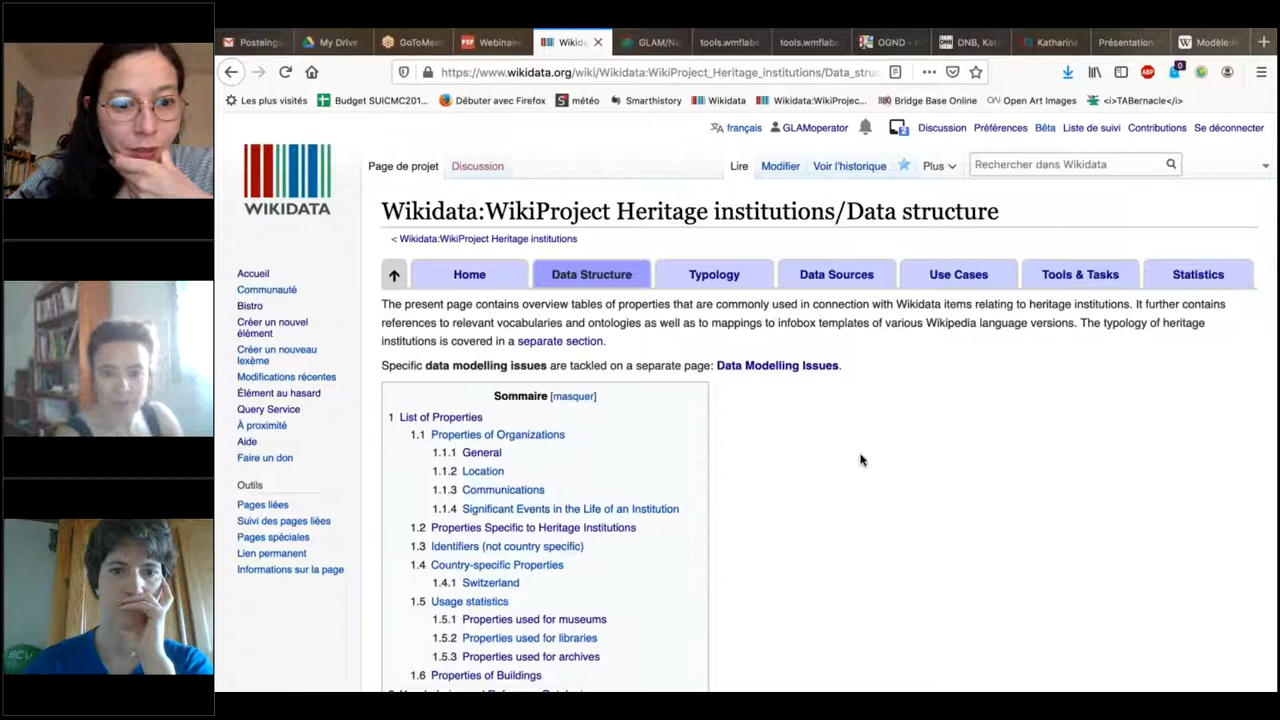 Posteing
My Drive
GoToMe
Webinaire
Wikida
GLAM/Ne
tools.wmflabs.
tools.wmflabs.
OGND - r
DNB, Kat
Katharina
Présentation
Modèle:
https://www.wikidata.org/wiki/Wikidata:WikiProject_Heritage_institutions/Data_struc
Les plus visités
Budget SUICMC201...
Débuter avec Firefox
météo
Smarthistory
Wikidata
Wikidata:WikiProjec...
Bridge Base Online
Open Art Images
<i>TABernacle</i>
français
GLAMoperator
Discussion
Préférences
Bêta
Liste de suivi
Contributions
Se déconnecter
WIKIDATA
Page de projet
Discussion
Lire
Modifier
Voir l'historique
Plus
Rechercher dans Wikidata
Wikidata:WikiProject Heritage institutions/Data structure
< Wikidata:WikiProject Heritage institutions
Home
Data Structure
Typology
Data Sources
Use Cases
Tools & Tasks
Statistics
The present page contains overview tables of properties that are commonly used in connection with Wikidata items relating to heritage institutions. It further contains
references to relevant vocabularies and ontologies as well as to mappings to infobox templates of various Wikipedia language versions. The typology of heritage
institutions is covered in a separate section.
Specific data modelling issues are tackled on a separate page: Data Modelling Issues.
Sommaire [masquer]
1 List of Properties
1.1 Properties of Organizations
1.1.1 General
1.1.2 Location
1.1.3 Communications
1.1.4 Significant Events in the Life of an Institution
1.2 Properties Specific to Heritage Institutions
1.3 Identifiers (not country specific)
1.4 Country-specific Properties
1.4.1 Switzerland
1.5 Usage statistics
1.5.1 Properties used for museums
1.5.2 Properties used for libraries
1.5.3 Properties used for archives
1.6 Properties of Buildings
Accueil
Communauté
Bistro
Créer un nouvel
élément
Créer un nouveau
lexème
Modifications récentes
Élément au hasard
Query Service
À proximité
Aide
Faire un don
Outils
Pages liées
Suivi des pages liées
Pages spéciales
Lien permanent
Informations sur la page
BCV